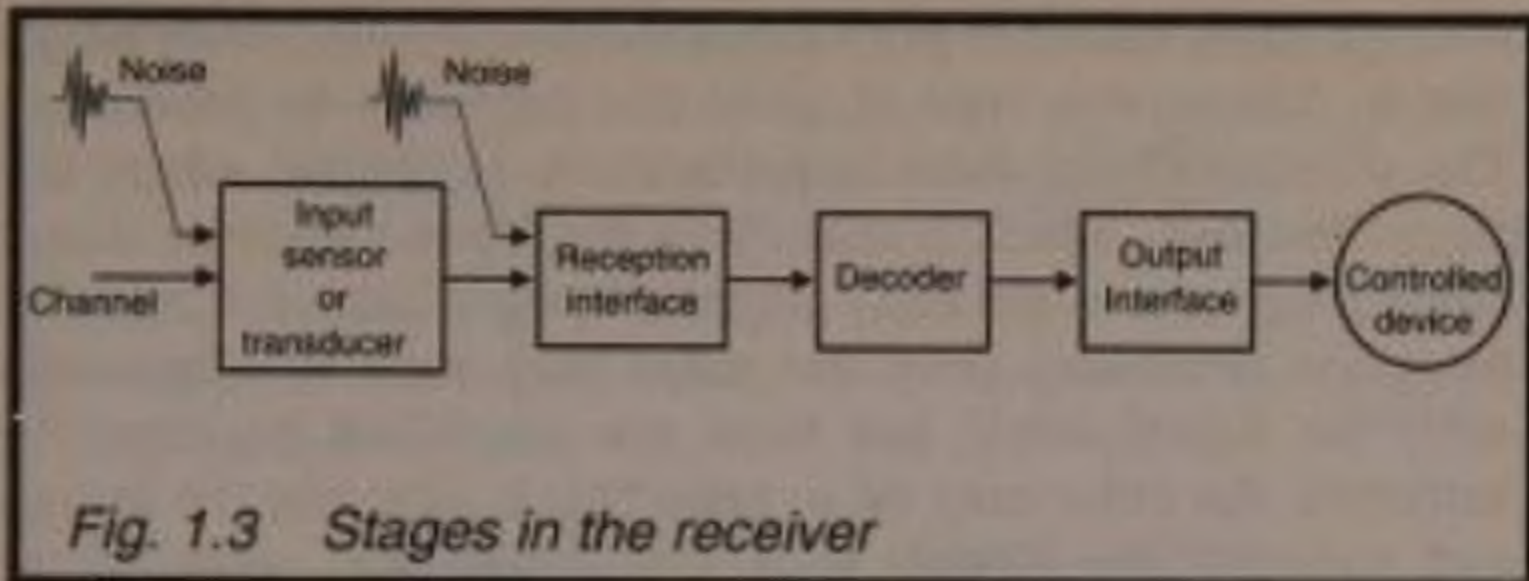 Noise
Noise
Channel
Input
sensor
or
transducer
Reception
interface
Decoder
Output
Interface
Controlled
device
Fig. 1.3 Stages in the receiver